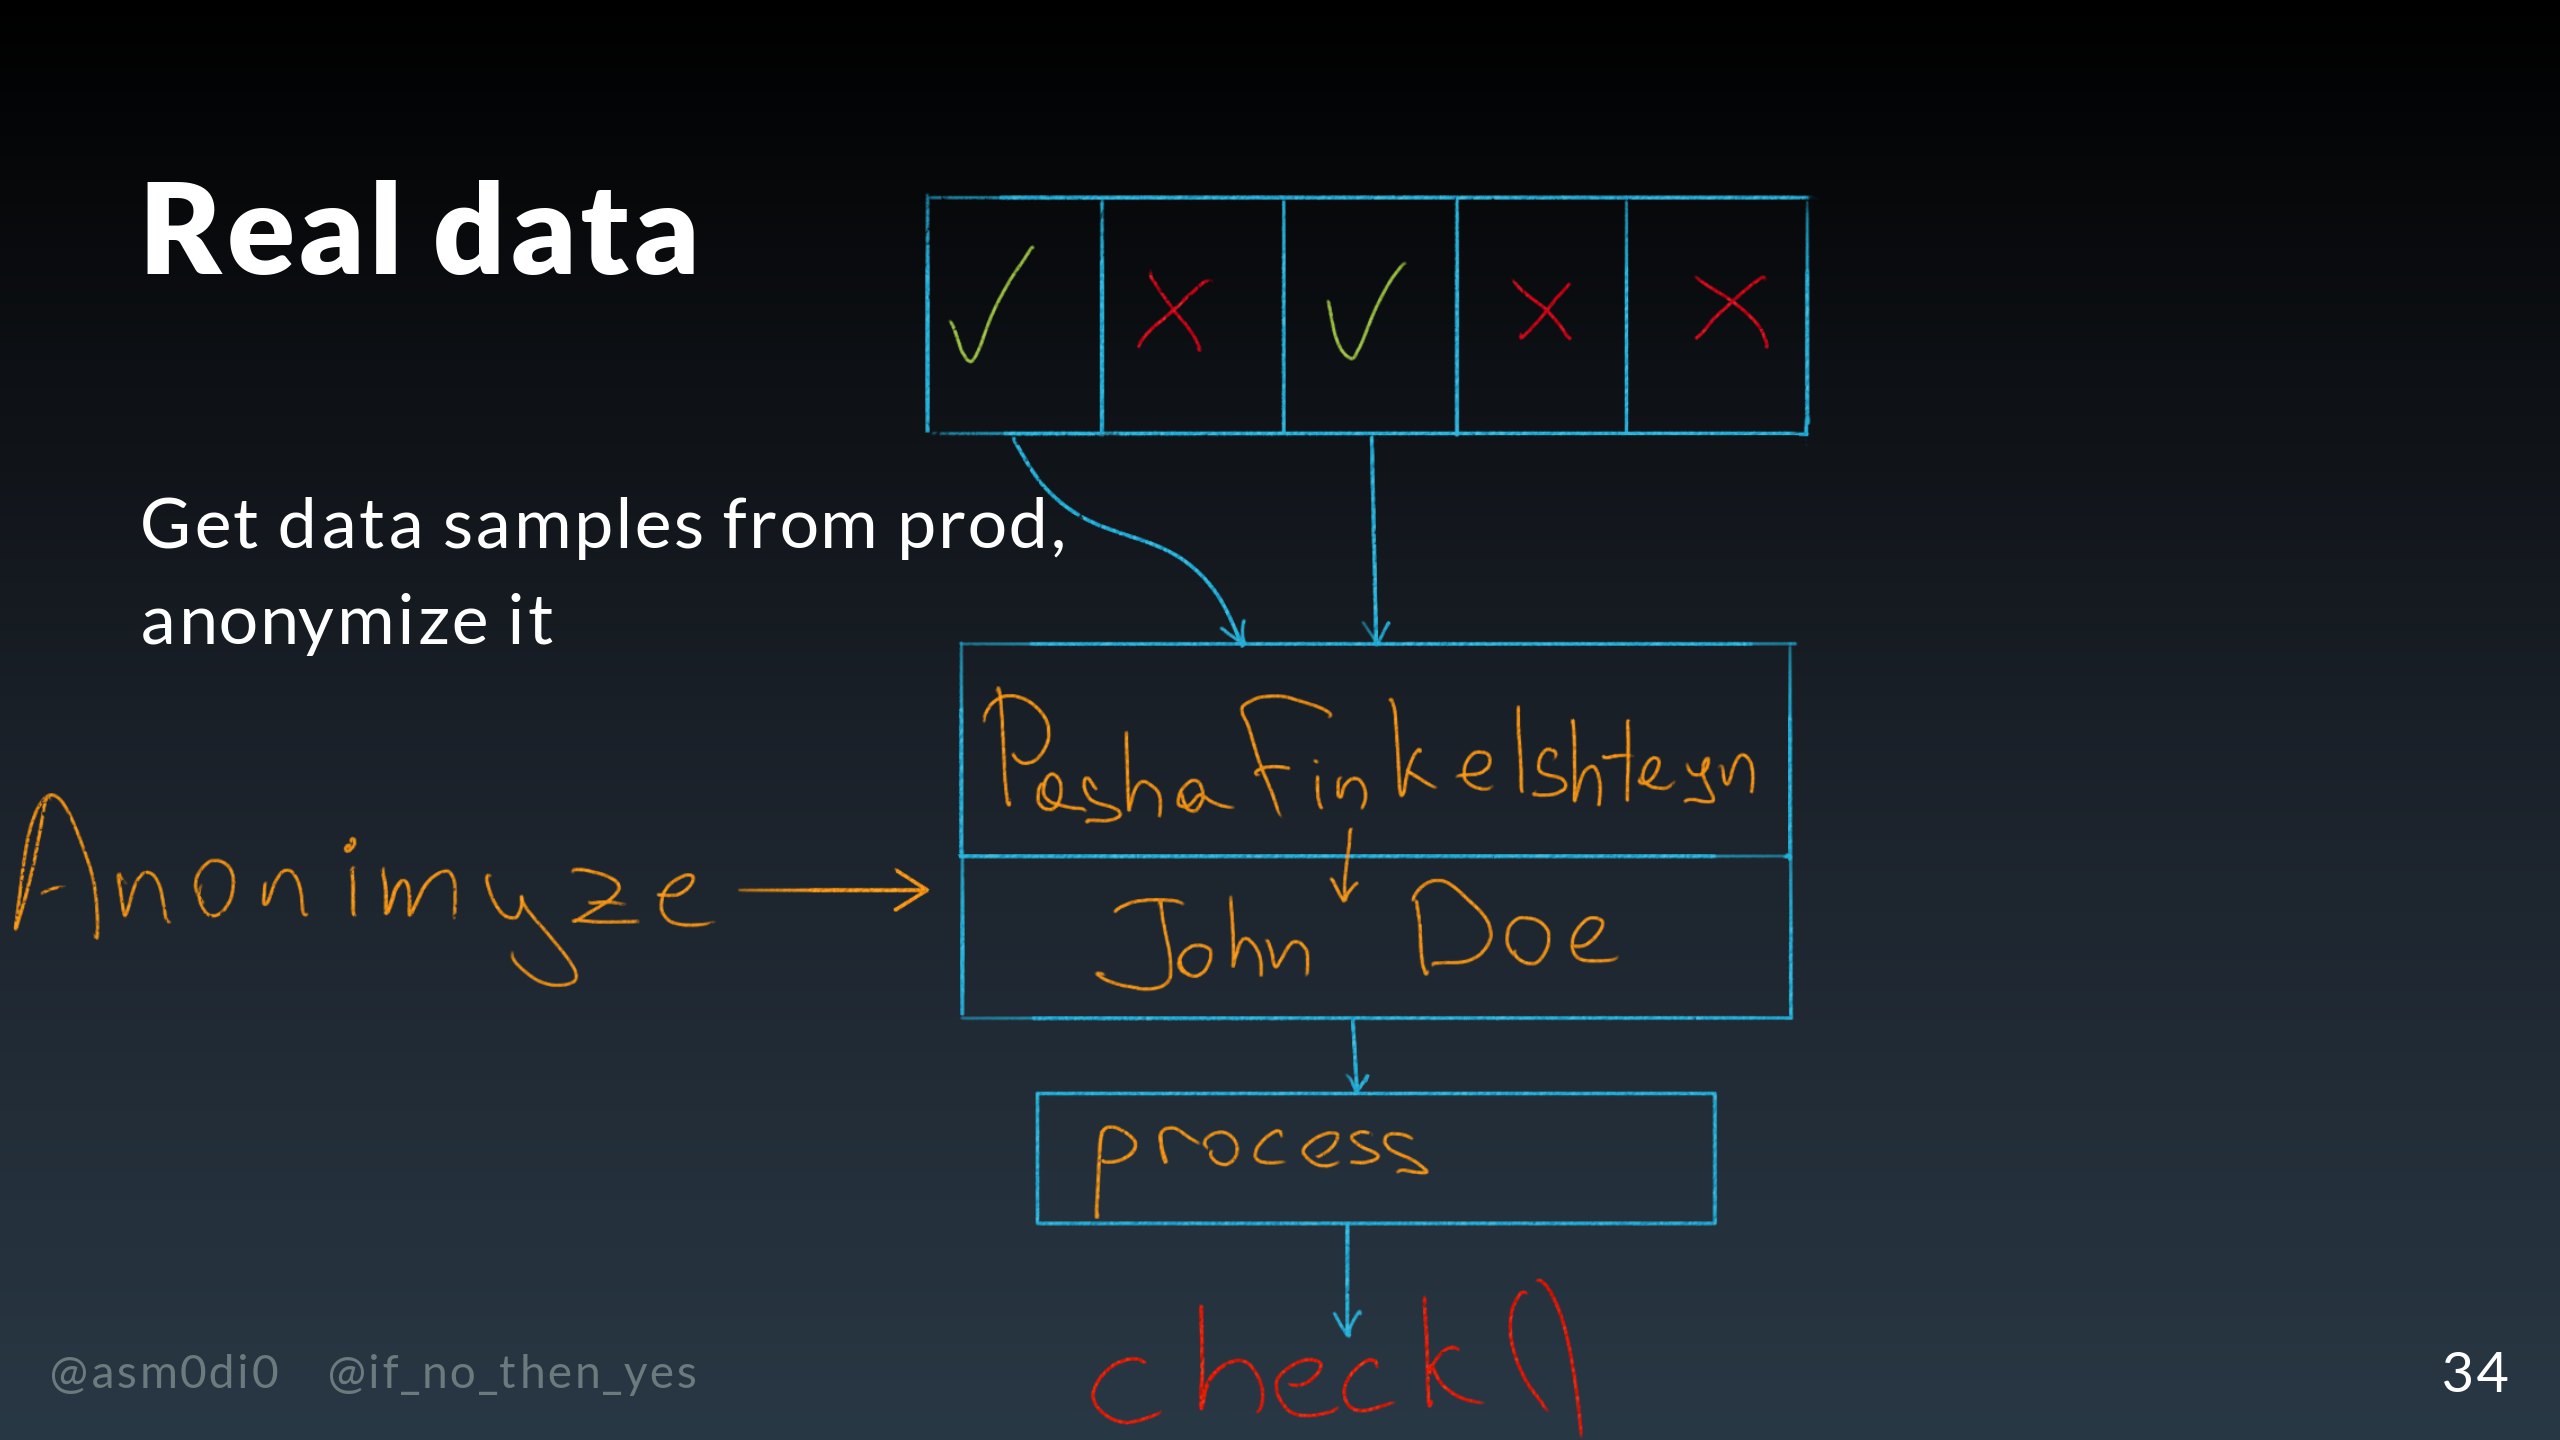 Real data
Get data samples from prod,
anonymize it
Pasha Finkelshteyn
Anonimyze
John Doe
process
check()
@asm0di0 @if_no_then_yes
34